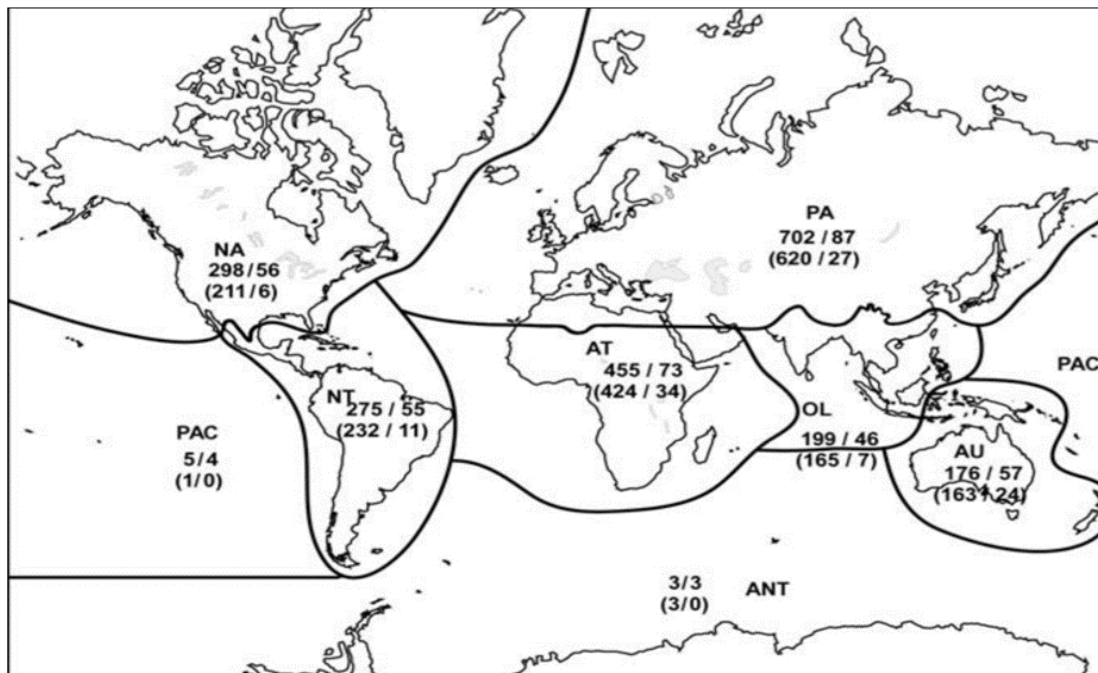 PA
702 / 87
(620 / 27)
NA
298 / 56
(211 / 6)
AT
455 / 73
(424 / 34)
PAC
NT
275 / 55
(232 / 11)
OL
199 / 46
(165 / 7)
PAC
5/4
(1/0)
AU
176 / 57
(163 / 24)
3/3
(3/0)
ANT